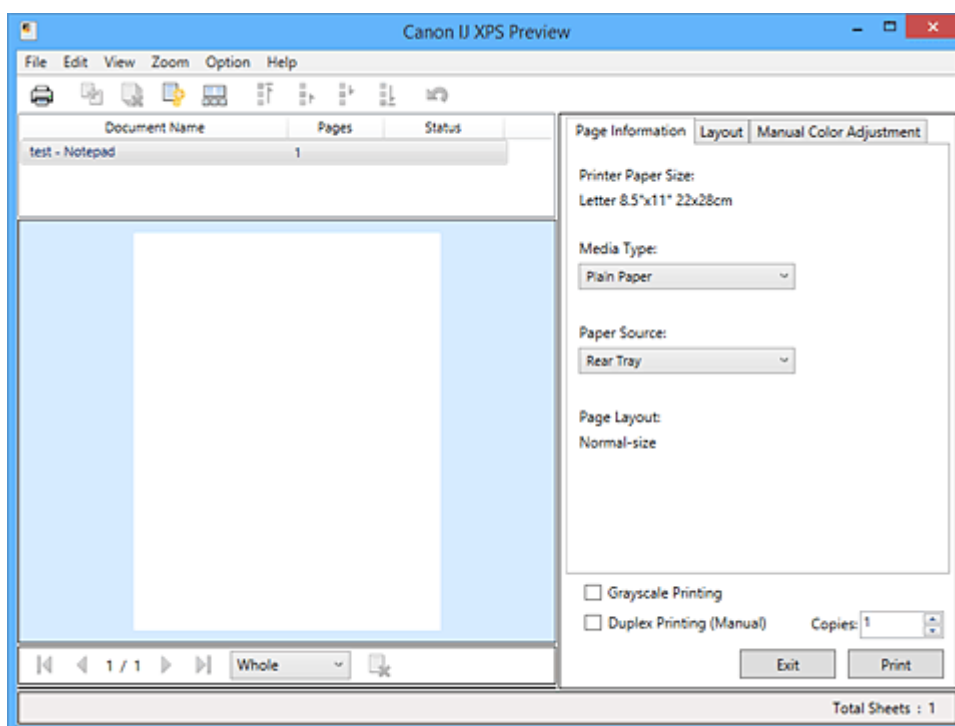 Canon IJ XPS Preview
File Edit View Zoom Option Help
Document Name Pages Status
test - Notepad 1
Page Information Layout Manual Color Adjustment
Printer Paper Size:
Letter 8.5"x11" 22x28cm
Media Type:
Plain Paper
Paper Source:
Rear Tray
Page Layout:
Normal-size
Grayscale Printing
Duplex Printing (Manual) Copies: 1
1 / 1 Whole
Exit Print
Total Sheets : 1